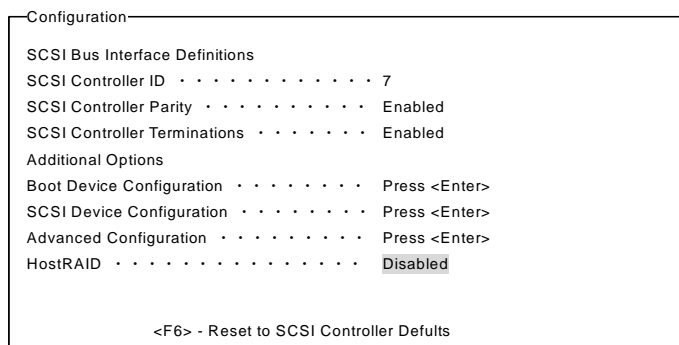 Configuration
SCSI Bus Interface Definitions
SCSI Controller ID ・・・・・・・・・・・・ 7
SCSI Controller Parity ・・・・・・・・・・ Enabled
SCSI Controller Terminations ・・・・・・・ Enabled
Additional Options
Boot Device Configuration ・・・・・・・・ Press <Enter>
SCSI Device Configuration ・・・・・・・・ Press <Enter>
Advanced Configuration ・・・・・・・・・ Press <Enter>
HostRAID ・・・・・・・・・・・・・・・ Disabled
<F6> - Reset to SCSI Controller Defults